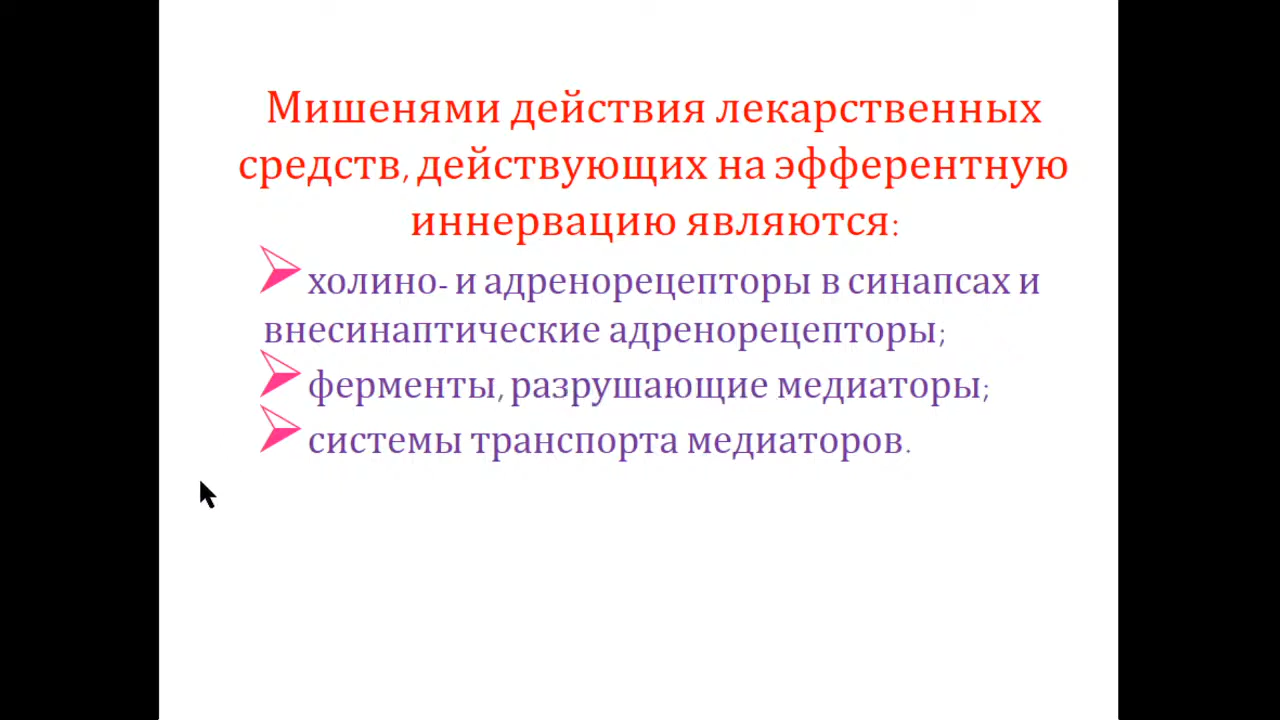 Мишенями действия лекарственных
средств, действующих на эфферентную
иннервацию являются:
холино- и адренорецепторы в синапсах и
внесинаптические адренорецепторы;
ферменты, разрушающие медиаторы;
системы транспорта медиаторов.